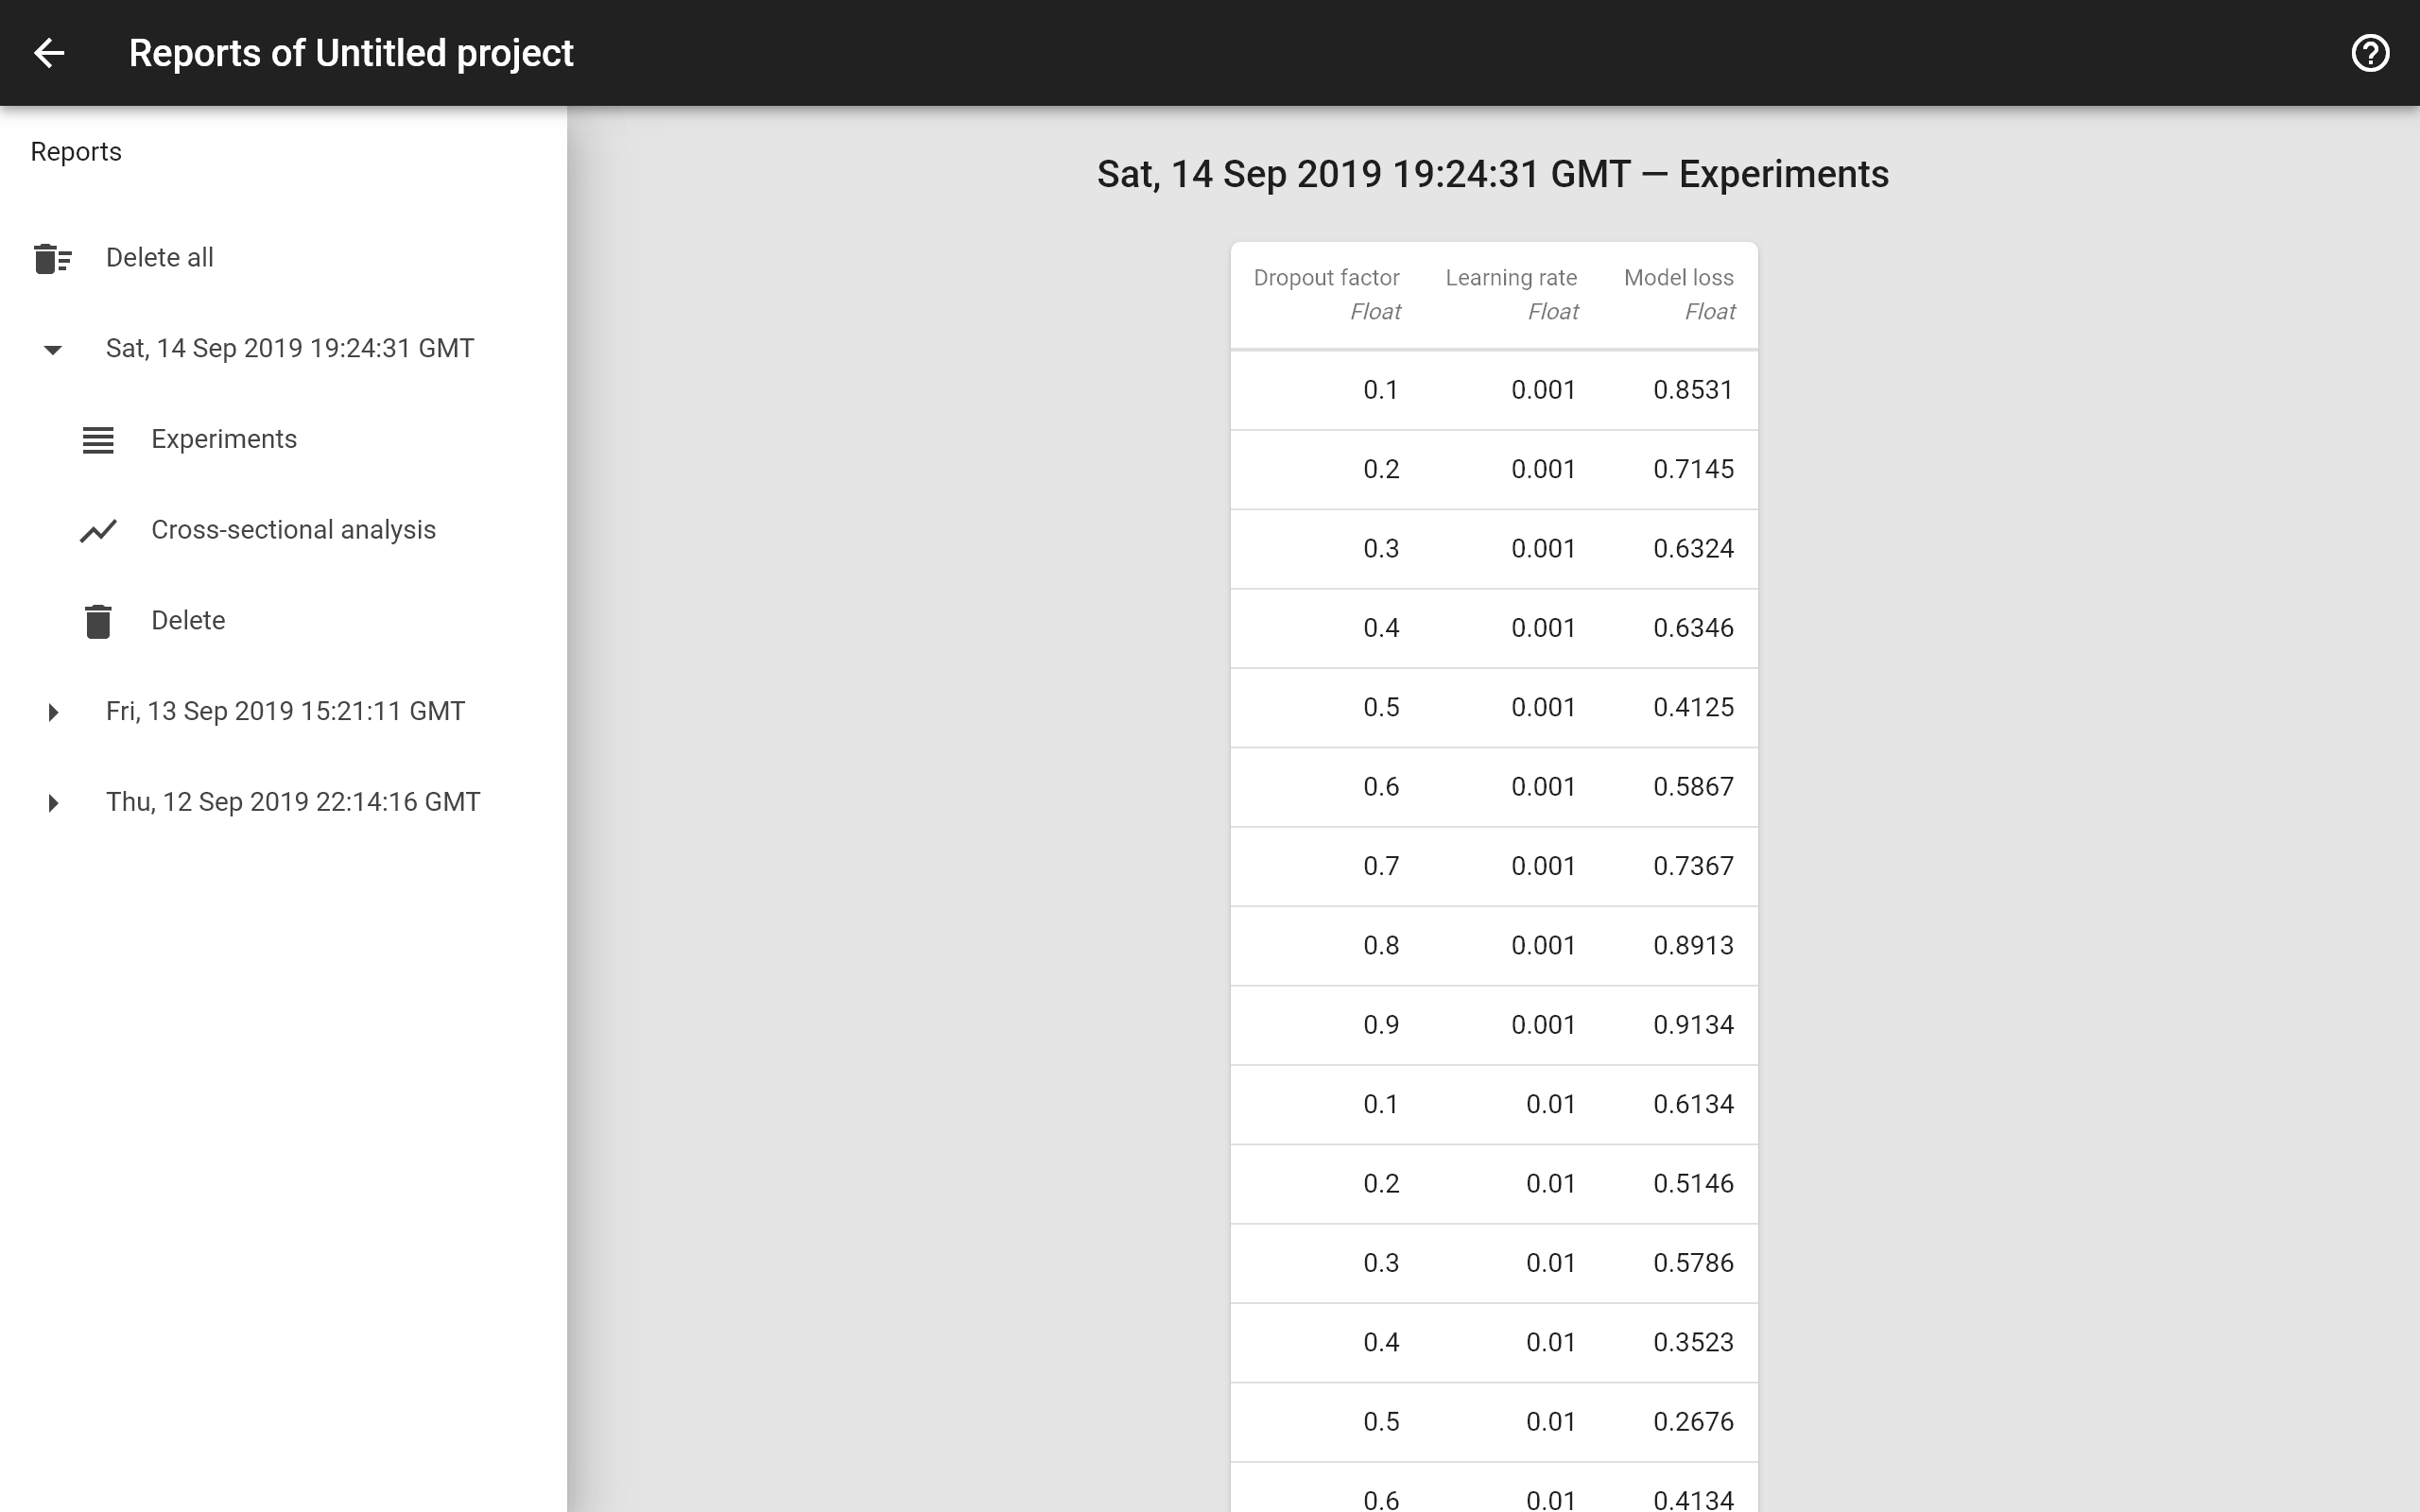 Reports of Untitled project
Reports
Delete all
Sat, 14 Sep 2019 19:24:31 GMT
Experiments
Cross-sectional analysis
Delete
Fri, 13 Sep 2019 15:21:11 GMT
Thu, 12 Sep 2019 22:14:16 GMT
Sat, 14 Sep 2019 19:24:31 GMT — Experiments
Dropout factor Learning rate Model loss
Float Float Float
0.1 0.001 0.8531
0.2 0.001 0.7145
0.3 0.001 0.6324
0.4 0.001 0.6346
0.5 0.001 0.4125
0.6 0.001 0.5867
0.7 0.001 0.7367
0.8 0.001 0.8913
0.9 0.001 0.9134
0.1 0.01 0.6134
0.2 0.01 0.5146
0.3 0.01 0.5786
0.4 0.01 0.3523
0.5 0.01 0.2676
0.6 0.01 0.4134